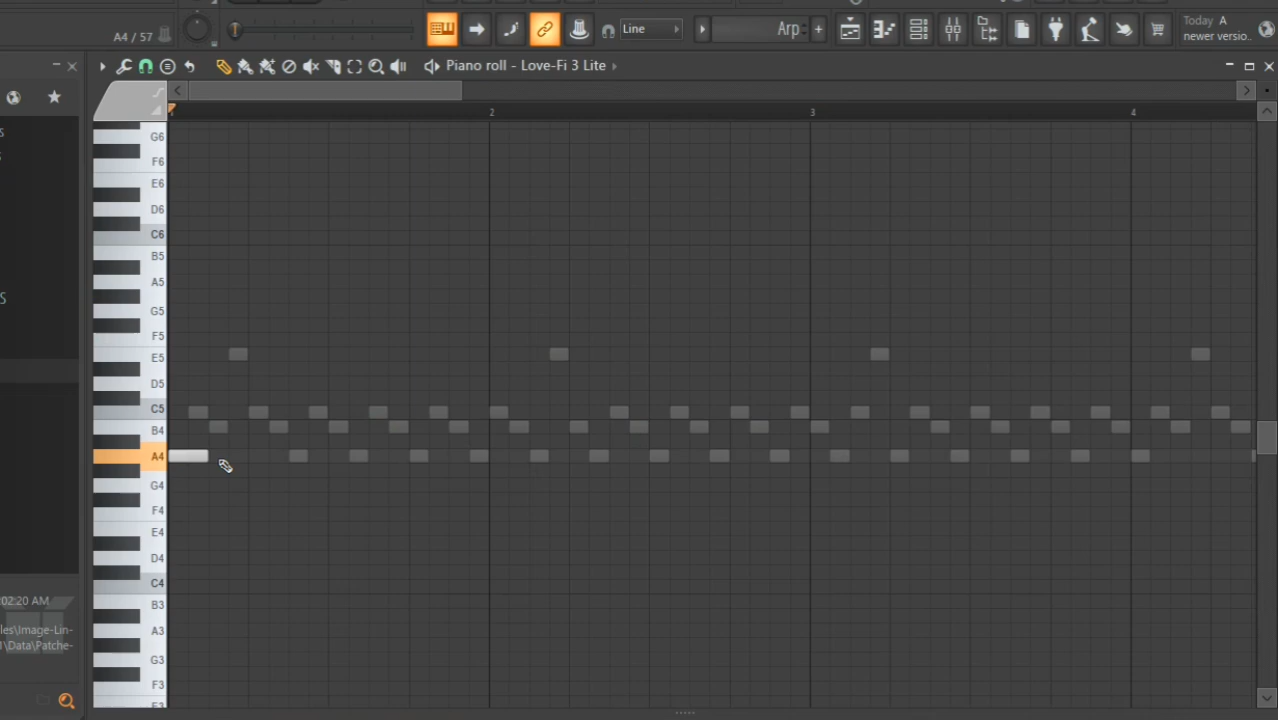 A4 / 57
Line
Arp
+
Today A
newer versio..
Piano roll - Love-Fi 3 Lite
2
3
4
G6
F6
E6
D6
C6
B5
A5
G5
F5
E5
D5
C5
B4
A4
G4
F4
E4
D4
C4
B3
A3
G3
F3
S
:02:20 AM
les\Image-Lin-
\Data\Patche-